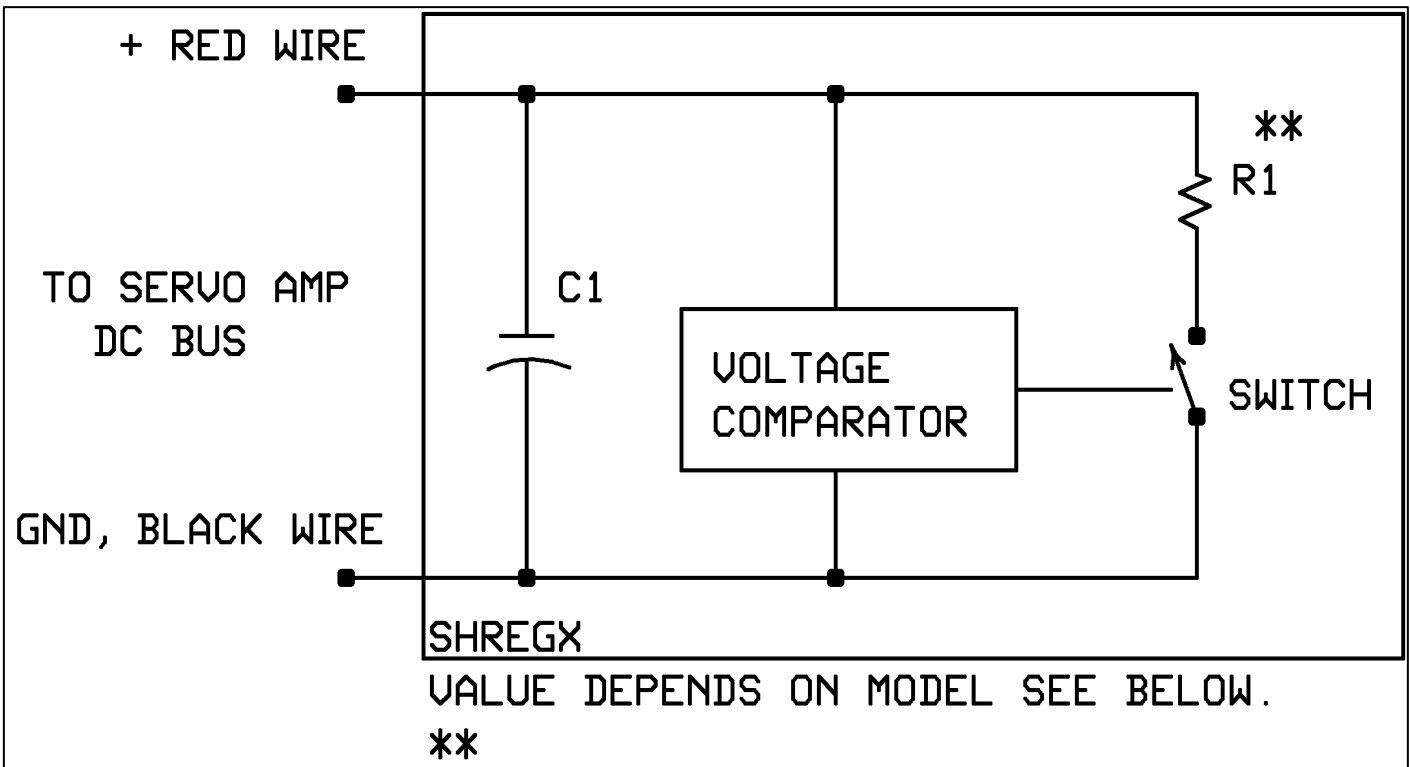 + RED WIRE
**
R1
TO SERVO AMP
DC BUS
C1
VOLTAGE
COMPARATOR
SWITCH
GND, BLACK WIRE
SHREGX
VALUE DEPENDS ON MODEL SEE BELOW.
**